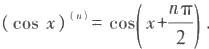 (cos x)⁽ⁿ⁾ = cos(x + nπ/2).